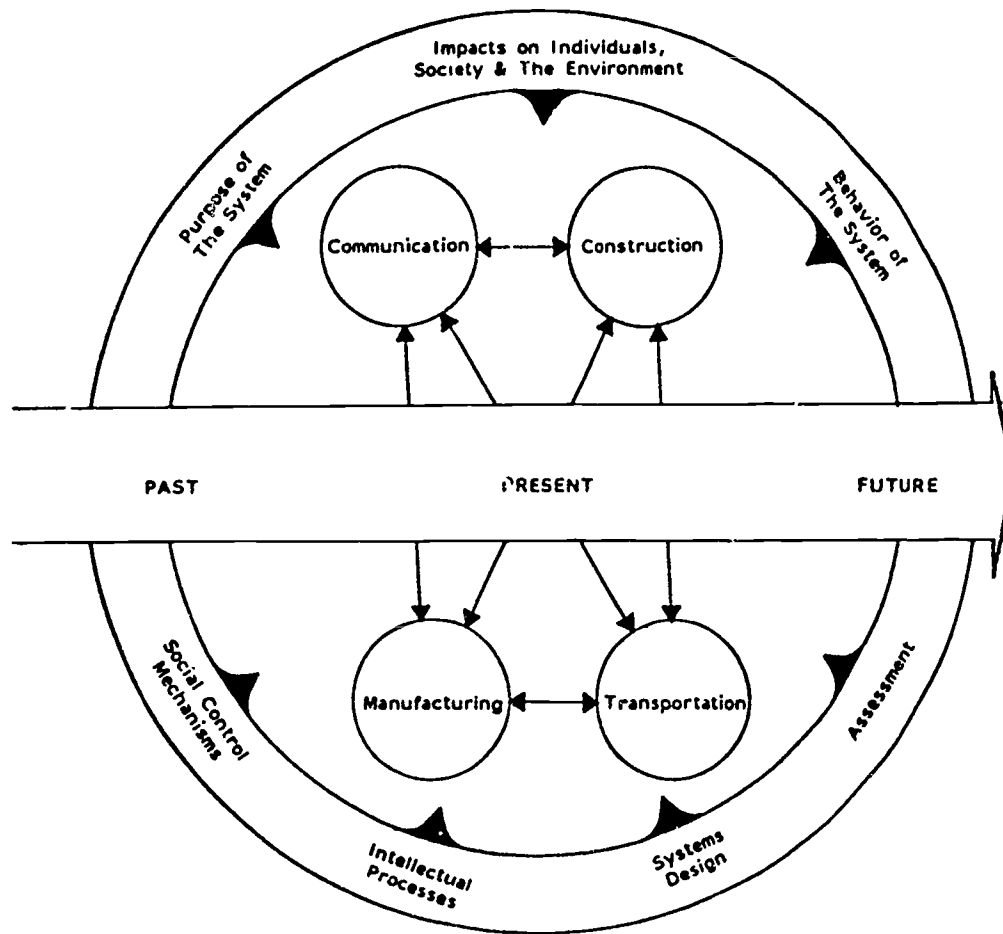 Impacts on Individuals,
Society & The Environment
Purpose of
The System
Behavior of
The System
Communication
Construction
PAST
PRESENT
FUTURE
Manufacturing
Transportation
Social Control
Mechanisms
Assessment
Intellectual
Processes
Systems
Design